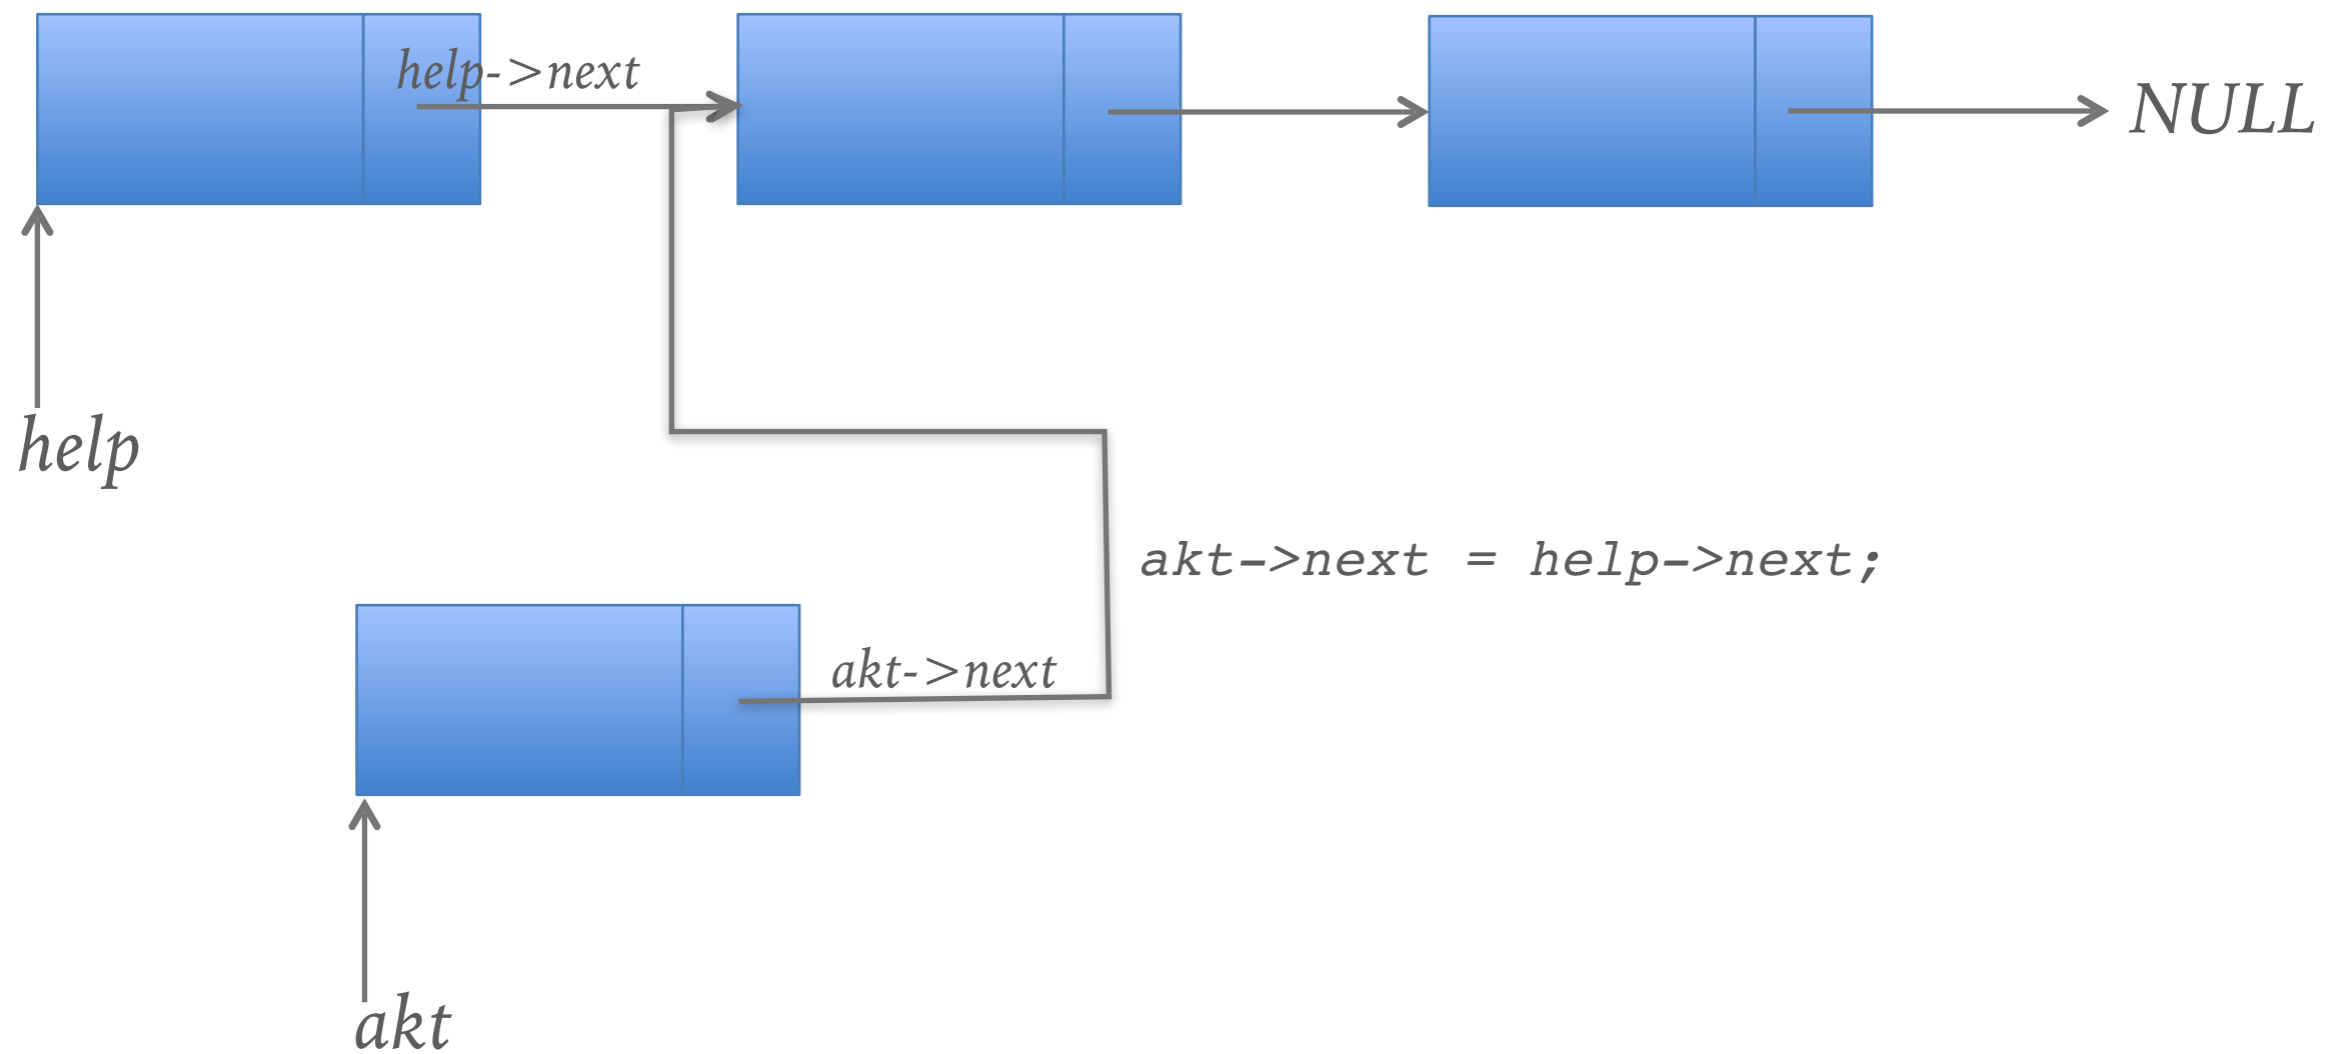 help->next
NULL
help
akt->next = help->next;
akt->next
akt